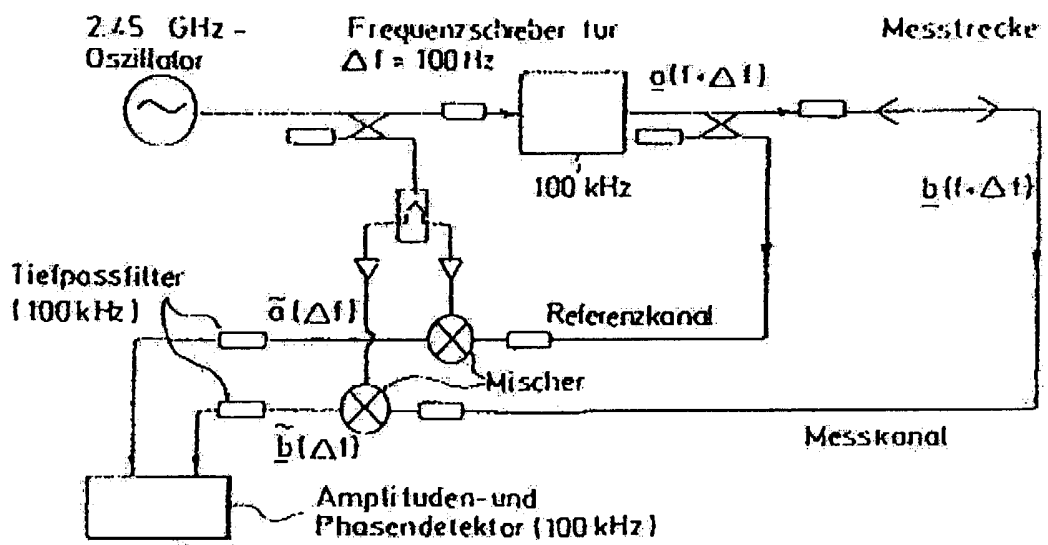 2.45 GHz -
Oszillator
Frequenzschieber fur
Δf = 100 Hz
Messtrecke
a(f+Δf)
100 kHz
b(f+Δf)
Tiefpassfilter
(100 kHz)
ã(Δf)
Referenzkanal
Mischer
b̃(Δf)
Messkanal
Amplituden-und
Phasendetektor (100 kHz)